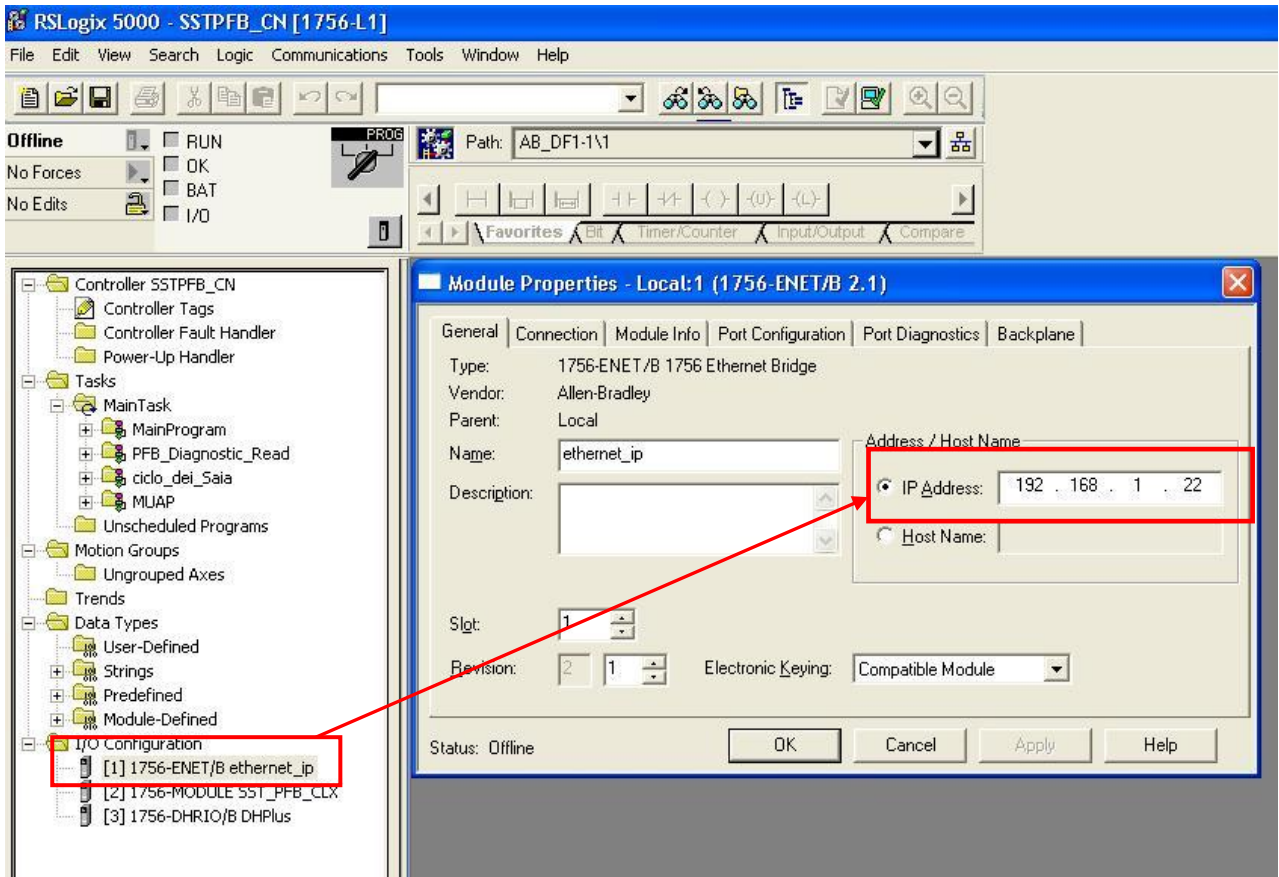 RSLogix 5000 - SSTPFB_CN [1756-L1]
File Edit View Search Logic Communications Tools Window Help
Offline
RUN
No Forces
OK
No Edits
BAT
I/O
PROG
Path: AB_DF1-1\1
Favorites Bit Timer/Counter Input/Output Compare
Controller SSTPFB_CN
Controller Tags
Controller Fault Handler
Power-Up Handler
Tasks
MainTask
MainProgram
PFB_Diagnostic_Read
ciclo_dei_Saia
MUAP
Unscheduled Programs
Motion Groups
Ungrouped Axes
Trends
Data Types
User-Defined
Strings
Predefined
Module-Defined
I/O Configuration
[1] 1756-ENET/B ethernet_ip
[2] 1756-MODULE SST_PFB_CLX
[3] 1756-DHRIO/B DHPlus
Module Properties - Local:1 (1756-ENET/B 2.1)
General Connection Module Info Port Configuration Port Diagnostics Backplane
Type: 1756-ENET/B 1756 Ethernet Bridge
Vendor: Allen-Bradley
Parent: Local
Name: ethernet_ip
Description:
Address / Host Name
IP Address: 192 . 168 . 1 . 22
Host Name:
Slot: 1
Revision: 2 1 Electronic Keying: Compatible Module
Status: Offline OK Cancel Apply Help